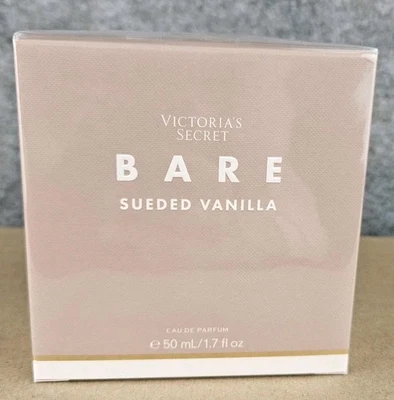 VICTORIA'S
SECRET
BARE
SUEDED VANILLA
EAU DE PARFUM
℮ 50 mL/1.7 fl oz